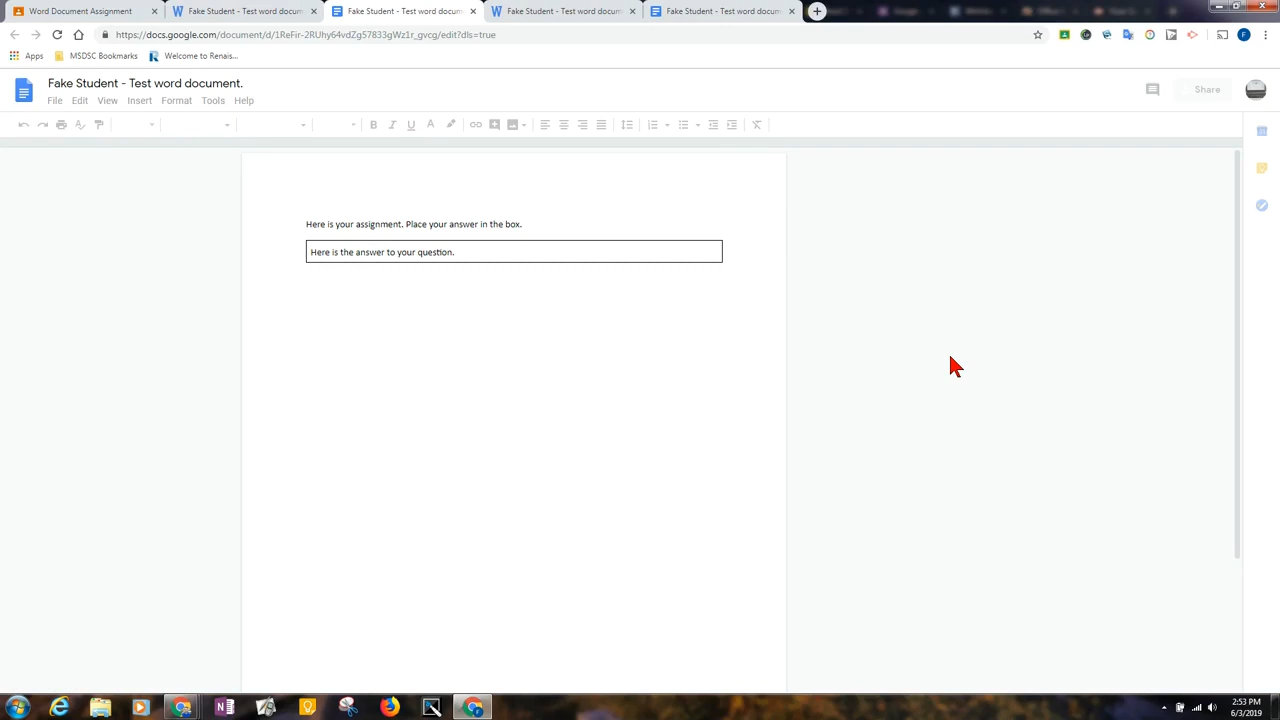 Word Document Assignment
Fake Student - Test word docum
Fake Student - Test word docum
Fake Student - Test word docum
Fake Student - Test word docum
https://docs.google.com/document/d/1ReFir-2RUhy64vdZg57833gWz1r_gvcg/edit?dls=true
Apps MSDSC Bookmarks Welcome to Renais...
Fake Student - Test word document.
File Edit View Insert Format Tools Help
Share
Here is your assignment. Place your answer in the box.
Here is the answer to your question.
2:53 PM
6/3/2019